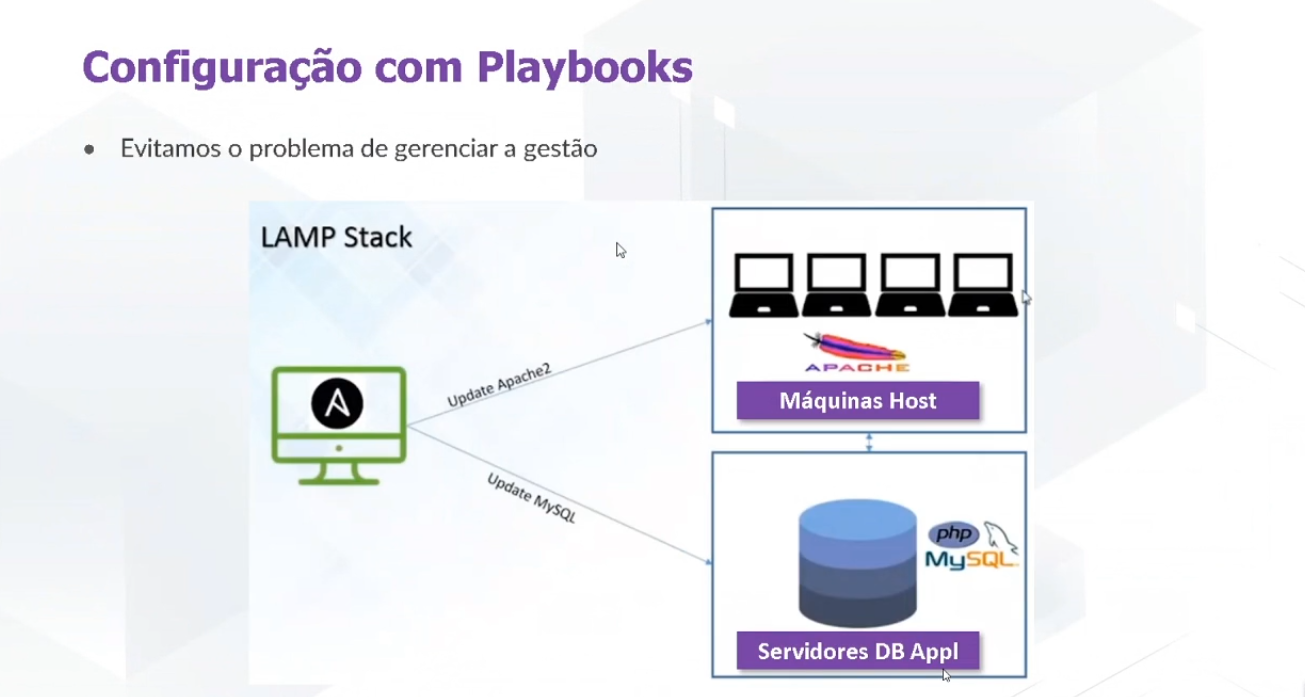 Configuração com Playbooks
• Evitamos o problema de gerenciar a gestão
LAMP Stack
Update Apache2
Update MySQL
APACHE
Máquinas Host
php
MySQL
Servidores DB Appl